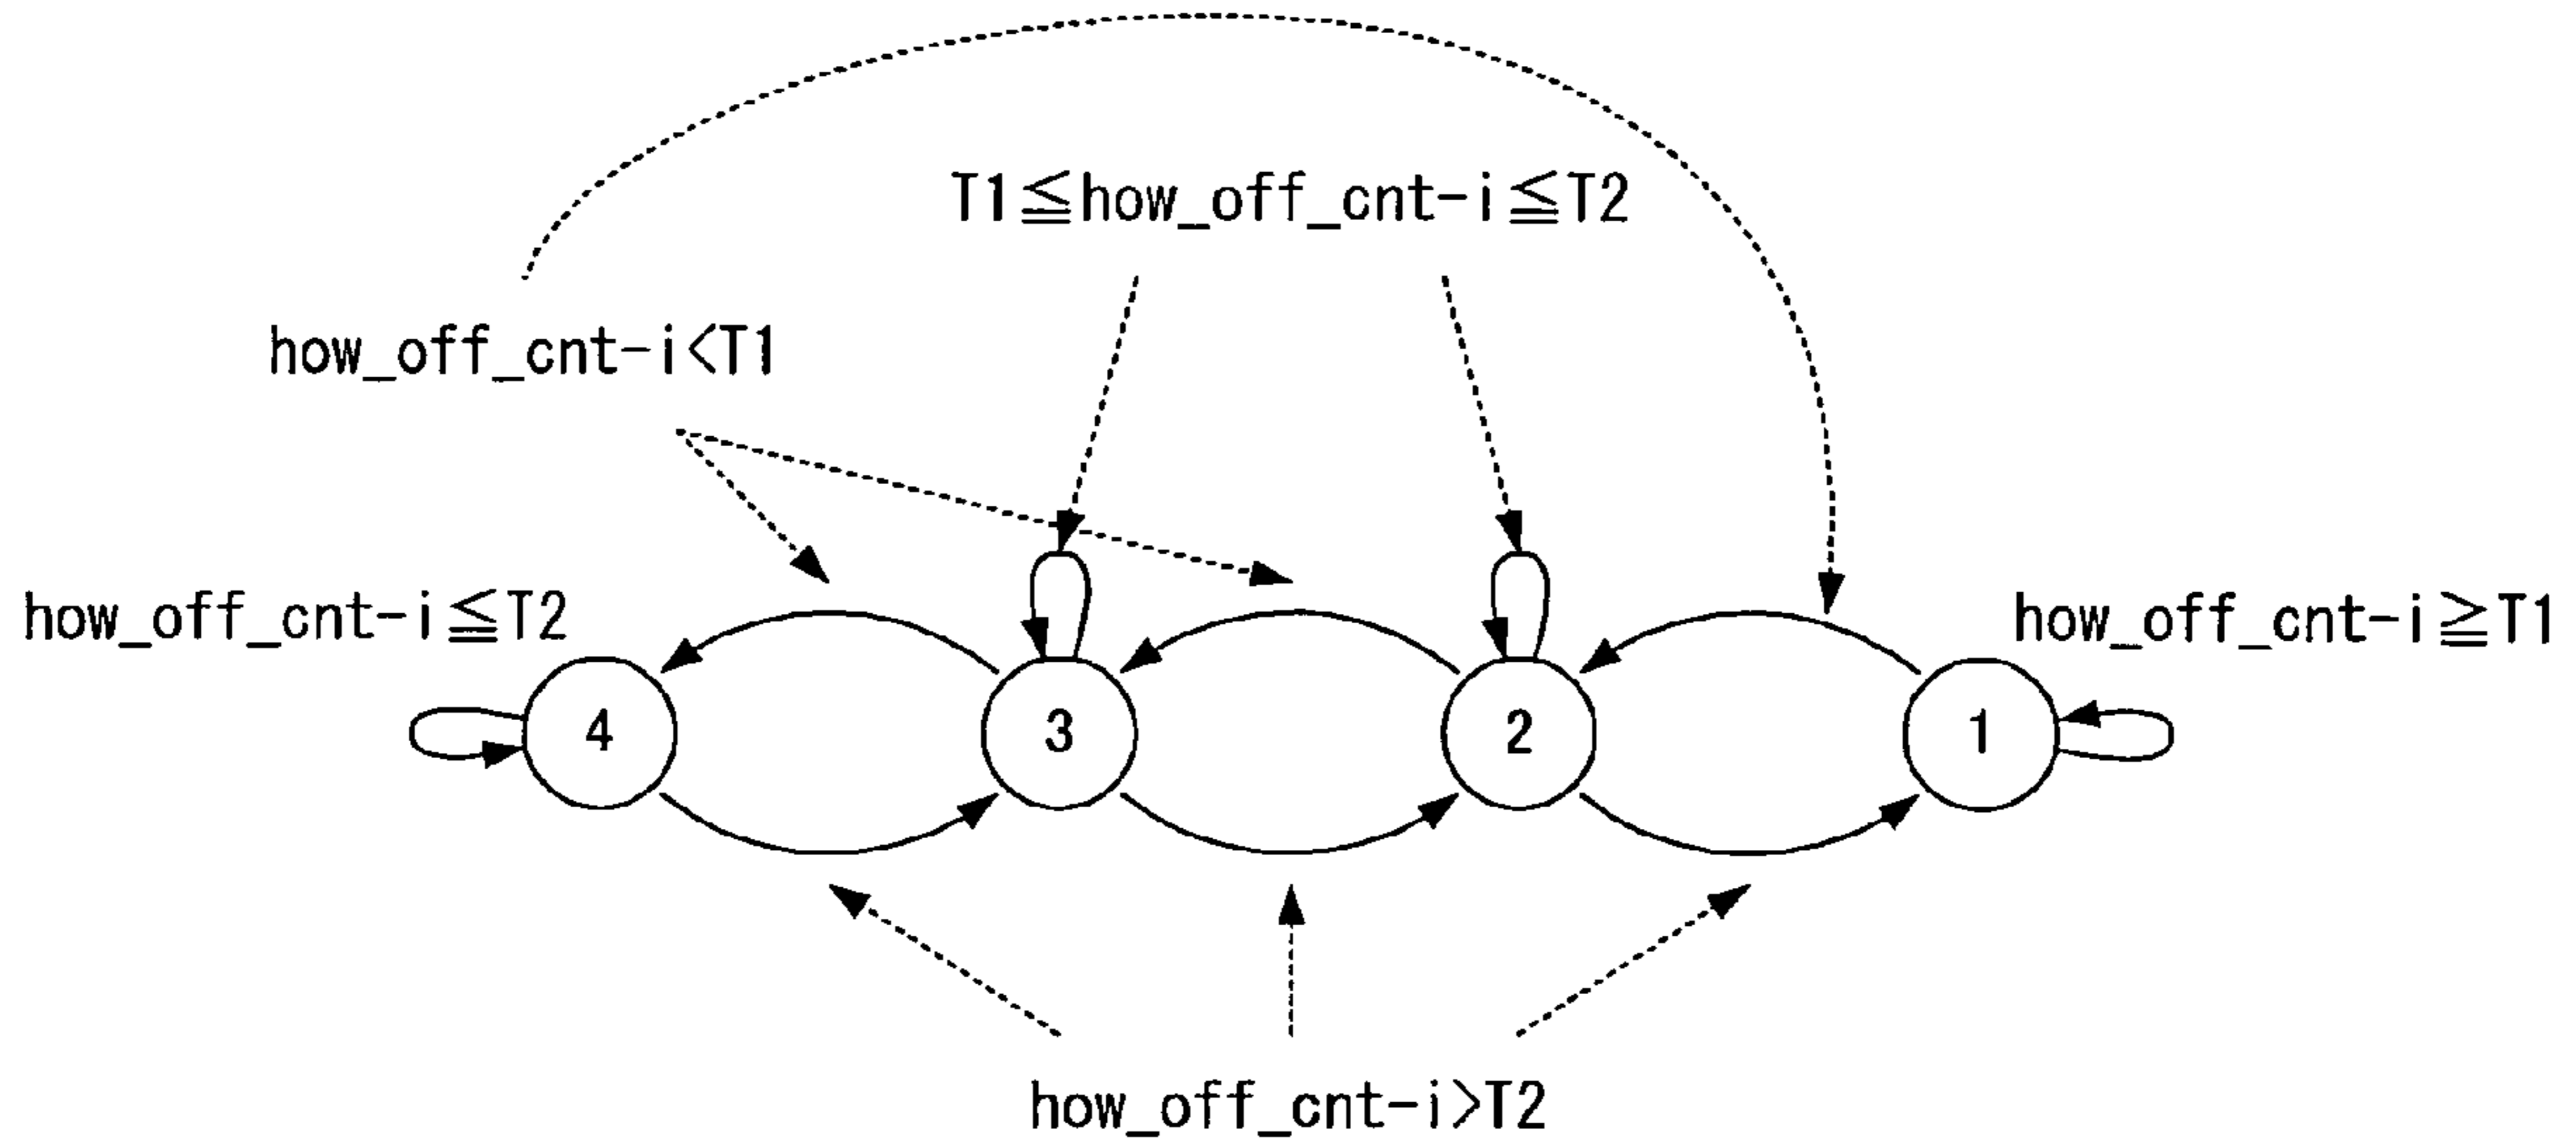 T1≦how_off_cnt-i≦T2
how_off_cnt-i<T1
how_off_cnt-i≦T2
how_off_cnt-i≧T1
4
3
2
1
how_off_cnt-i>T2